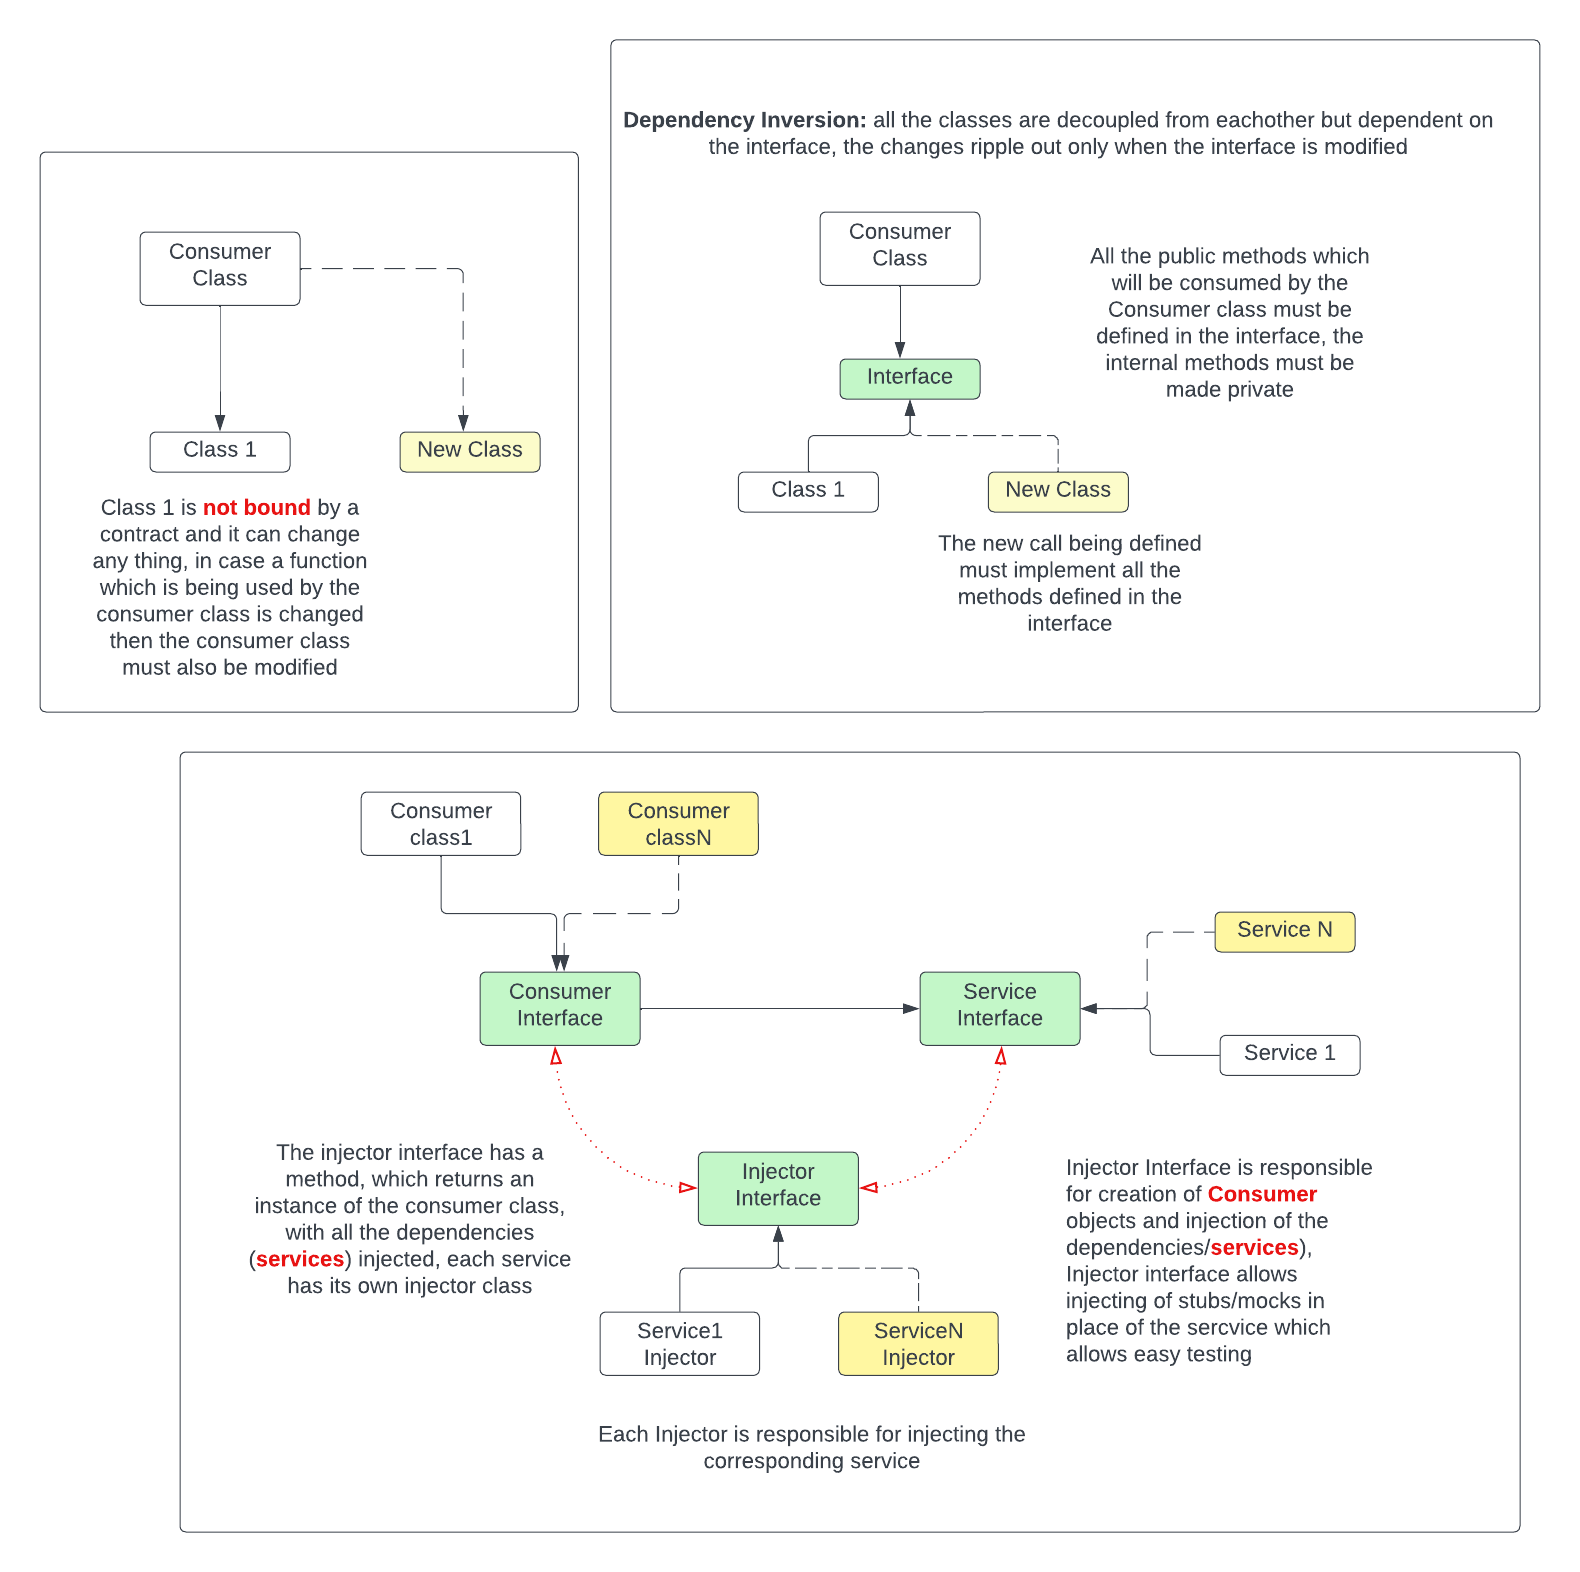 Consumer
Class
Class 1
New Class
Class 1 is not bound by a
contract and it can change
any thing, in case a function
which is being used by the
consumer class is changed
then the consumer class
must also be modified
Dependency Inversion: all the classes are decoupled from eachother but dependent on
the interface, the changes ripple out only when the interface is modified
Consumer
Class
All the public methods which
will be consumed by the
Consumer class must be
defined in the interface, the
internal methods must be
made private
Interface
Class 1
New Class
The new call being defined
must implement all the
methods defined in the
interface
Consumer
class1
Consumer
classN
Consumer
Interface
Service
Interface
Service N
Service 1
The injector interface has a
method, which returns an
instance of the consumer class,
with all the dependencies
(services) injected, each service
has its own injector class
Injector
Interface
Injector Interface is responsible
for creation of Consumer
objects and injection of the
dependencies/services),
Injector interface allows
injecting of stubs/mocks in
place of the sercvice which
allows easy testing
Service1
Injector
ServiceN
Injector
Each Injector is responsible for injecting the
corresponding service